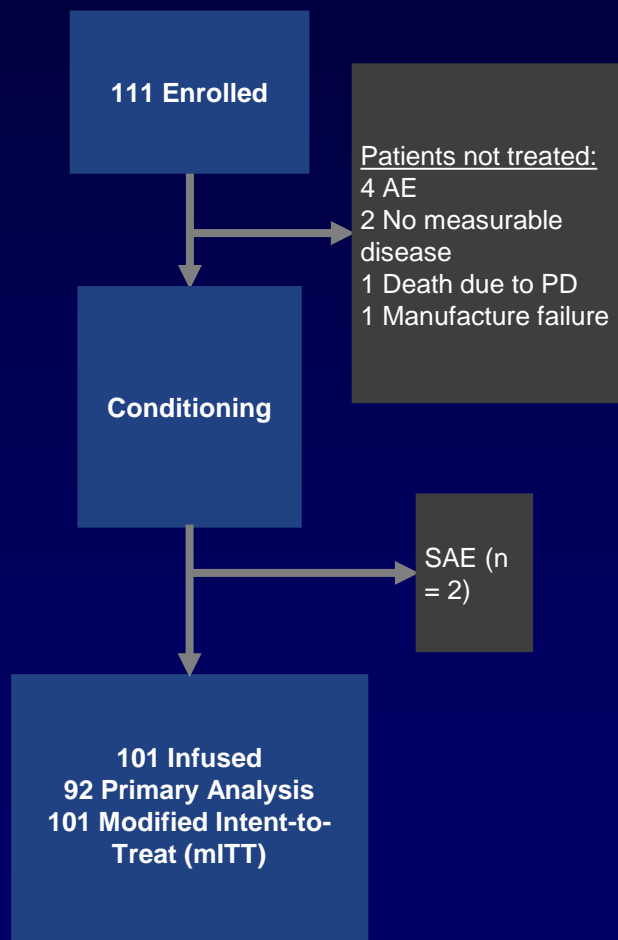 111 Enrolled
Patients not treated:
4 AE
2 No measurable
disease
1 Death due to PD
1 Manufacture failure
Conditioning
SAE (n
= 2)
101 Infused
92 Primary Analysis
101 Modified Intent-to-
Treat (mITT)